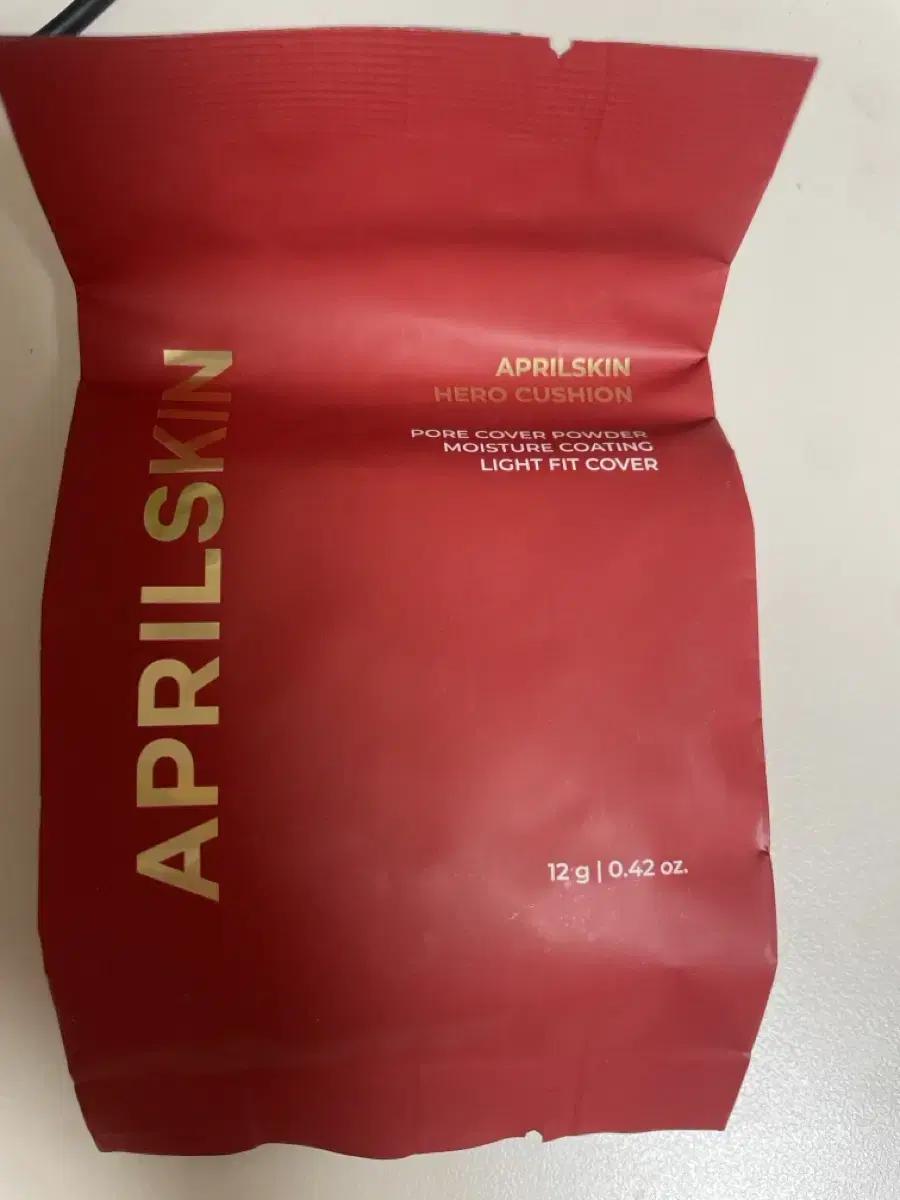 APRILSKIN
APRILSKIN
HERO CUSHION
PORE COVER POWDER
MOISTURE COATING
LIGHT FIT COVER
12 g | 0.42 oz.